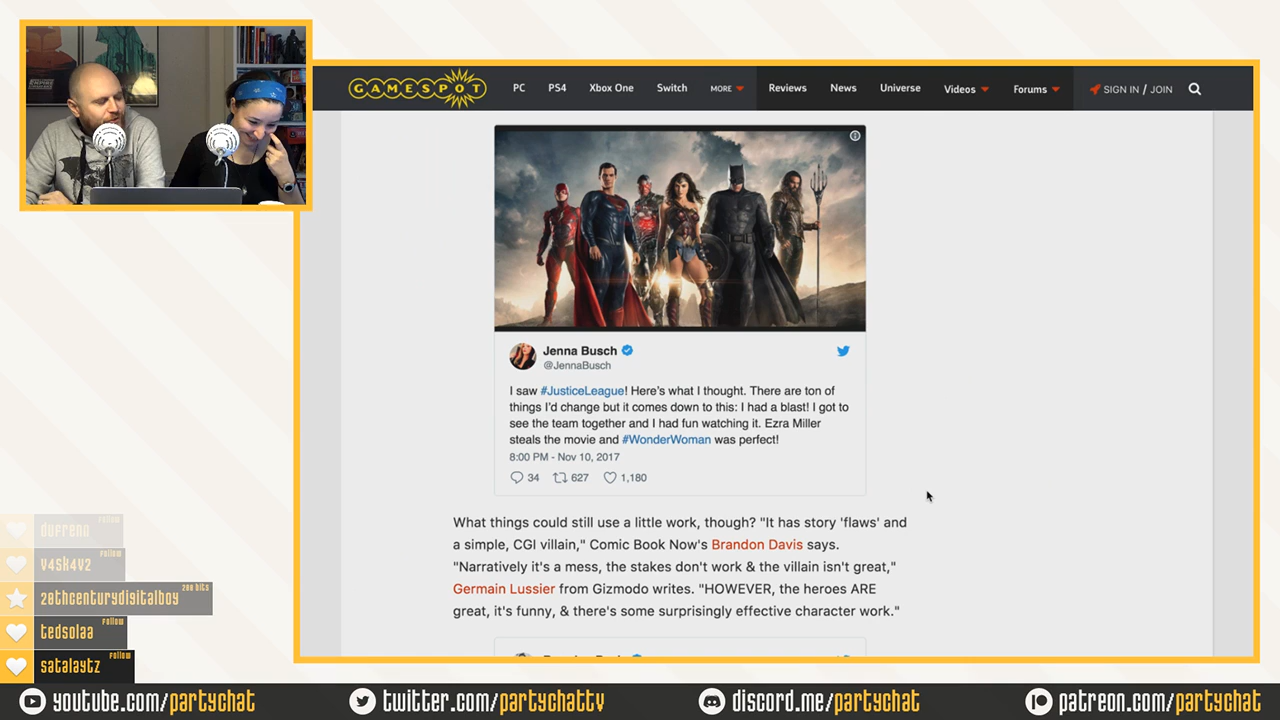 GAMESPOT
PC PS4 Xbox One Switch MORE Reviews News Universe Videos Forums SIGN IN / JOIN
Jenna Busch
@JennaBusch
I saw #JusticeLeague! Here's what I thought. There are ton of
things I'd change but it comes down to this: I had a blast! I got to
see the team together and I had fun watching it. Ezra Miller
steals the movie and #WonderWoman was perfect!
8:00 PM - Nov 10, 2017
34 627 1,180
What things could still use a little work, though? "It has story 'flaws' and
a simple, CGI villain," Comic Book Now's Brandon Davis says.
"Narratively it's a mess, the stakes don't work & the villain isn't great,"
Germain Lussier from Gizmodo writes. "HOWEVER, the heroes ARE
great, it's funny, & there's some surprisingly effective character work."
dufrenn follow
v4sk4v2 follow
20thcenturydigitalboy 200 bits
tedsolaa follow
satalaytz follow
youtube.com/partychat twitter.com/partychattv discord.me/partychat patreon.com/partychat